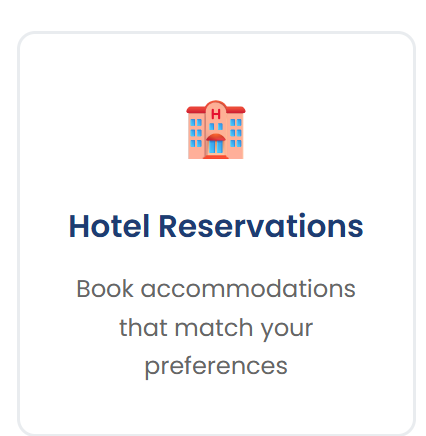 H
Hotel Reservations
Book accommodations
that match your
preferences